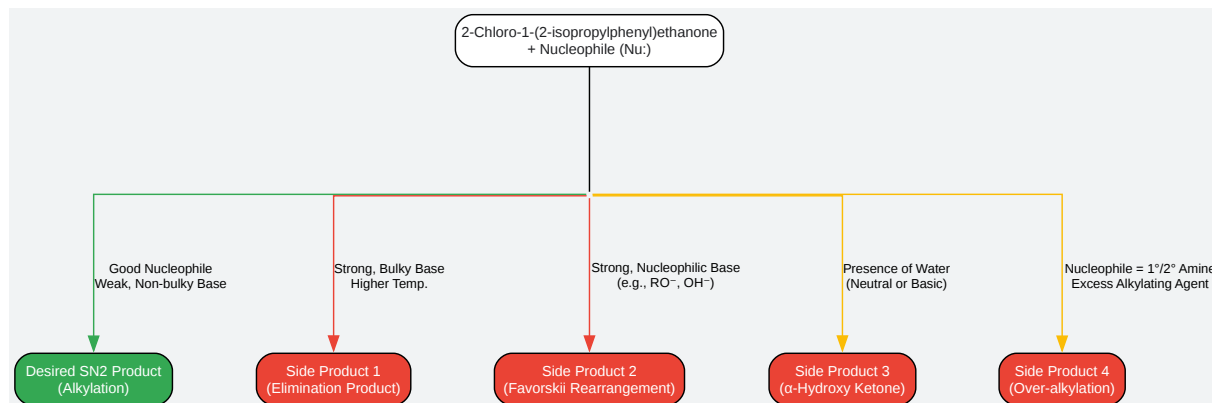 2-Chloro-1-(2-isopropylphenyl)ethanone
+ Nucleophile (Nu:)
Good Nucleophile
Weak, Non-bulky Base
Strong, Bulky Base
Higher Temp.
Strong, Nucleophilic Base
(e.g., RO⁻, OH⁻)
Presence of Water
(Neutral or Basic)
Nucleophile = 1°/2° Amine
Excess Alkylating Agent
Desired SN2 Product
(Alkylation)
Side Product 1
(Elimination Product)
Side Product 2
(Favorskii Rearrangement)
Side Product 3
(α-Hydroxy Ketone)
Side Product 4
(Over-alkylation)